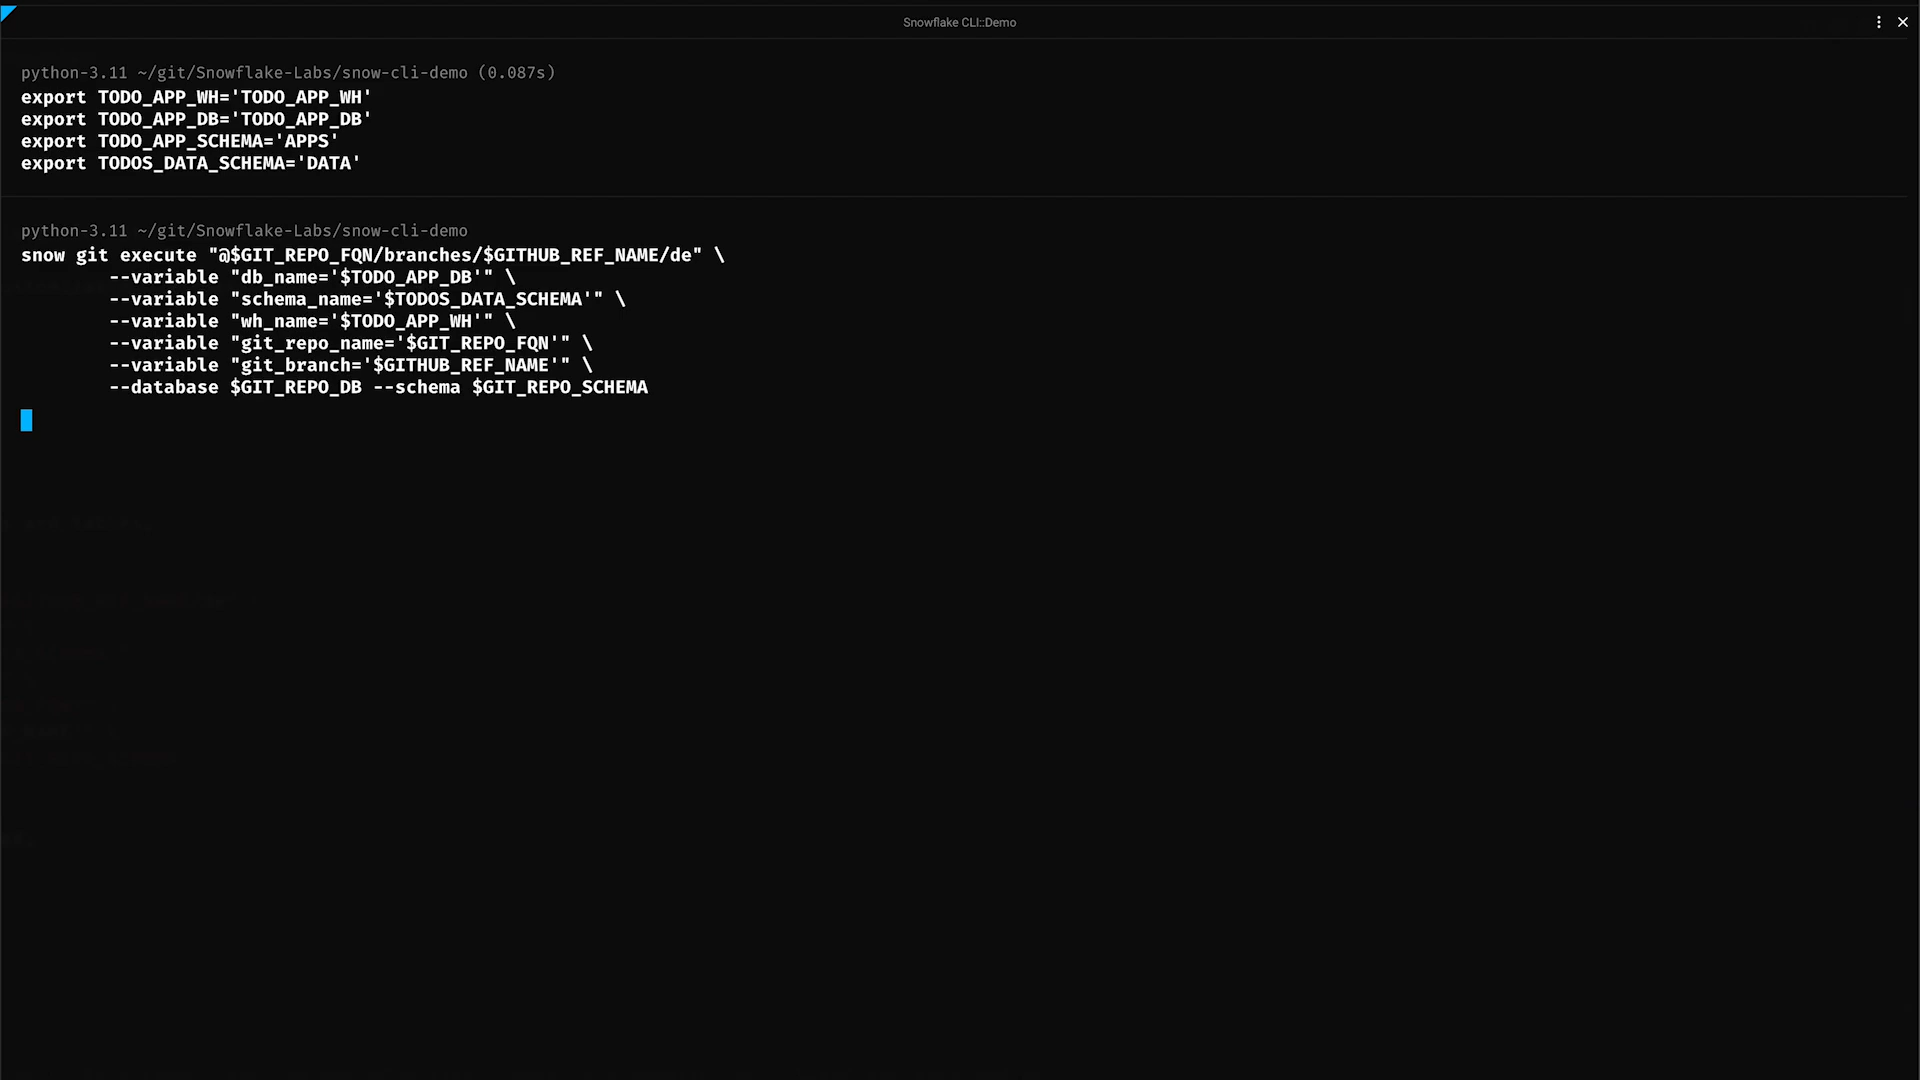 Snowflake CLI::Demo
python-3.11 ~/git/Snowflake-Labs/snow-cli-demo (0.087s)
export TODO_APP_WH='TODO_APP_WH'
export TODO_APP_DB='TODO_APP_DB'
export TODO_APP_SCHEMA='APPS'
export TODOS_DATA_SCHEMA='DATA'
python-3.11 ~/git/Snowflake-Labs/snow-cli-demo
snow git execute "@$GIT_REPO_FQN/branches/$GITHUB_REF_NAME/de" \
--variable "db_name='$TODO_APP_DB'" \
--variable "schema_name='$TODOS_DATA_SCHEMA'" \
--variable "wh_name='$TODO_APP_WH'" \
--variable "git_repo_name='$GIT_REPO_FQN'" \
--variable "git_branch='$GITHUB_REF_NAME'" \
--database $GIT_REPO_DB --schema $GIT_REPO_SCHEMA